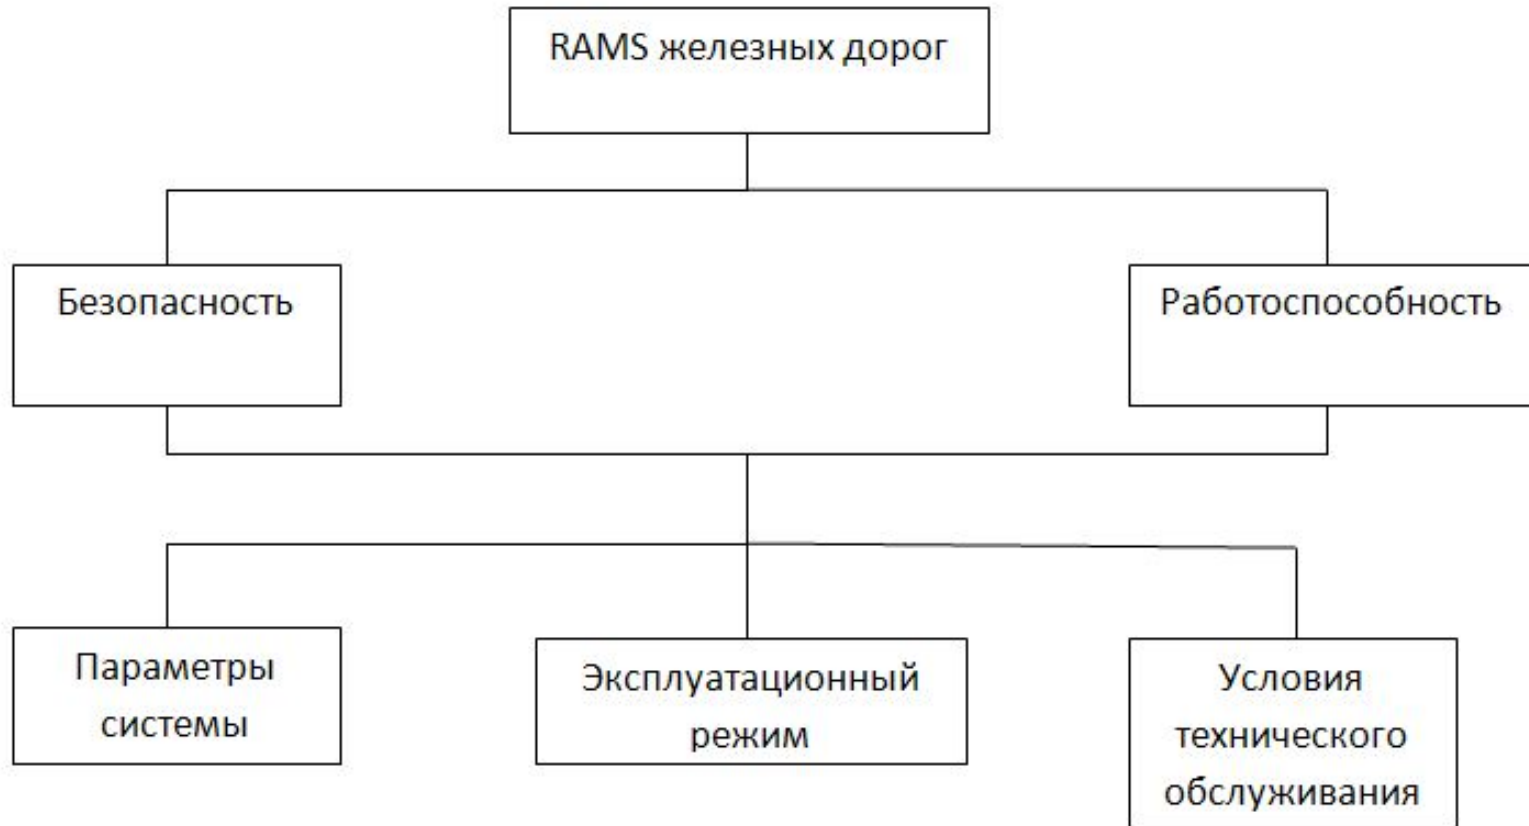 RAMS железных дорог
Безопасность
Работоспособность
Параметры
системы
Эксплуатационный
режим
Условия
технического
обслуживания